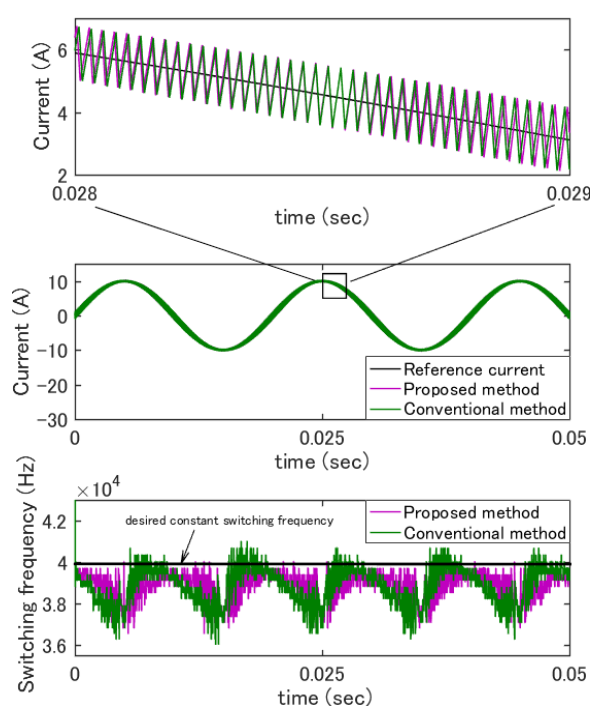 6
4
2
Current (A)
0.028
0.029
time (sec)
10
0
-10
-20
-30
Current (A)
Reference current
Proposed method
Conventional method
0
0.025
0.05
time (sec)
×10⁴
4.2
4.0
3.8
3.6
Switching frequency (Hz)
desired constant switching frequency
Proposed method
Conventional method
0
0.025
0.05
time (sec)